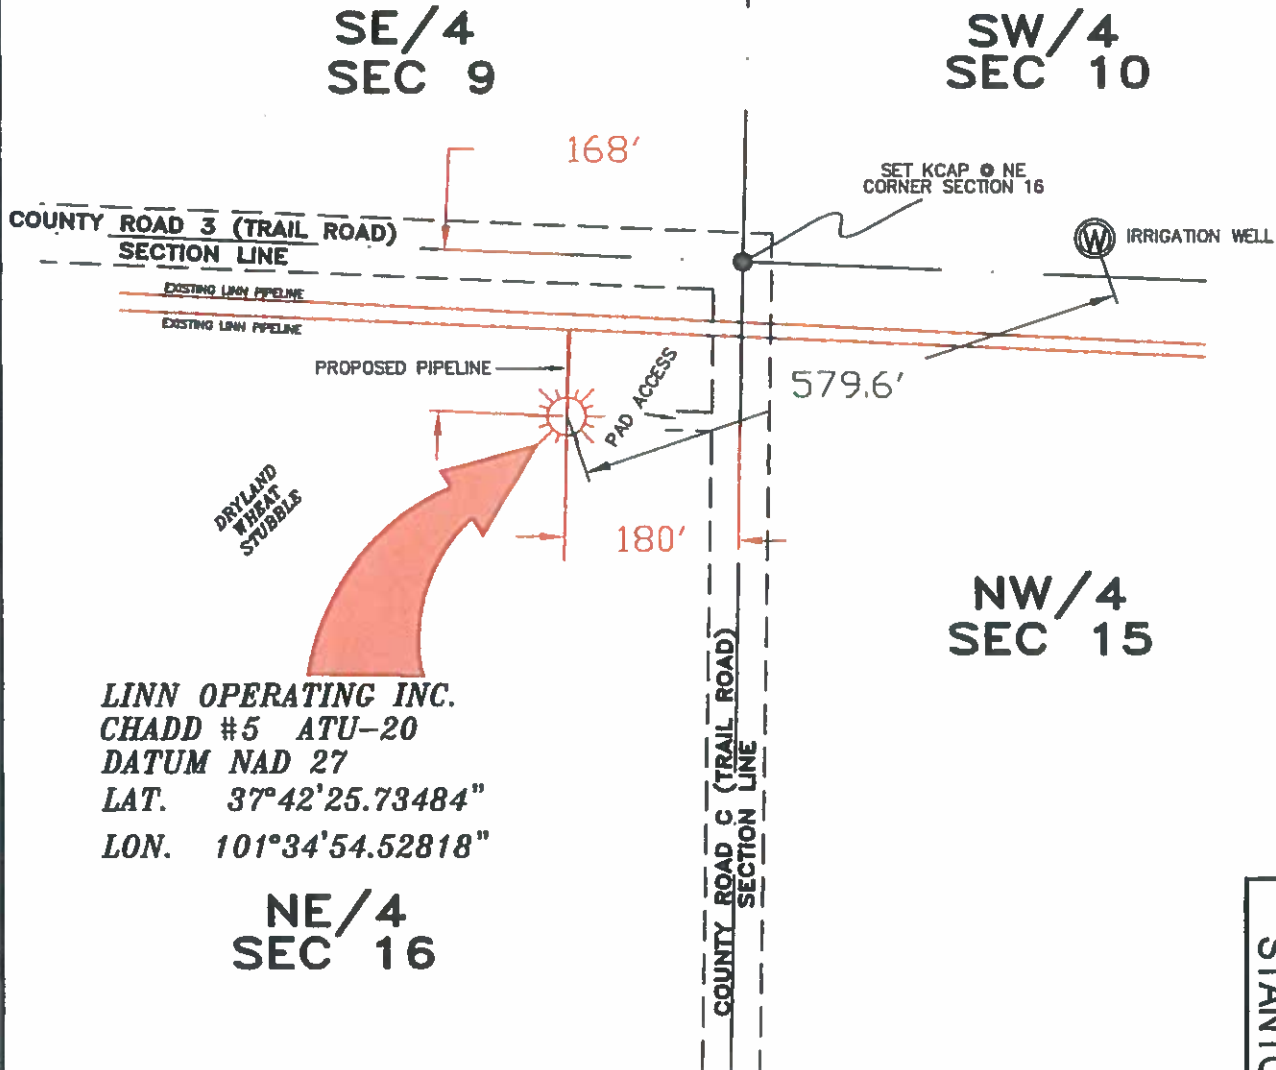 SE/4
SEC 9
SW/4
SEC 10
168'
SET KCAP @ NE
CORNER SECTION 16
COUNTY ROAD 3 (TRAIL ROAD)
SECTION LINE
IRRIGATION WELL
W
EXISTING LINN PIPELINE
EXISTING LINN PIPELINE
PROPOSED PIPELINE
PAD ACCESS
579.6'
DRYLAND
WHEAT
STUBBLE
180'
NW/4
SEC 15
LINN OPERATING INC.
CHADD #5 ATU-20
DATUM NAD 27
LAT. 37°42'25.73484"
LON. 101°34'54.52818"
COUNTY ROAD C (TRAIL ROAD)
SECTION LINE
NE/4
SEC 16